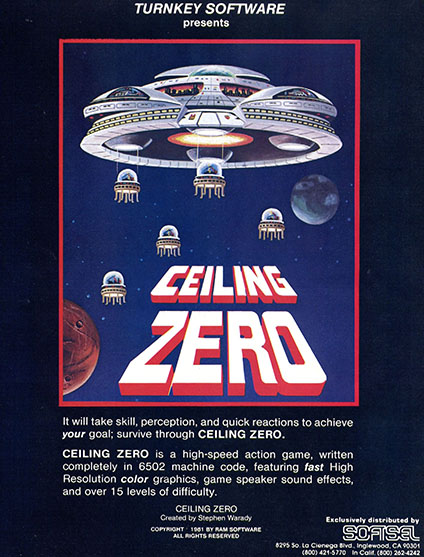 TURNKEY SOFTWARE
presents
CEILING
ZERO
It will take skill, perception, and quick reactions to achieve
your goal; survive through CEILING ZERO.
CEILING ZERO is a high-speed action game, written
completely in 6502 machine code, featuring fast High
Resolution color graphics, game speaker sound effects,
and over 15 levels of difficulty.
CEILING ZERO
Created by Stephen Warady
COPYRIGHT · 1981 BY RAM SOFTWARE
ALL RIGHTS RESERVED
Exclusively distributed by
SOFTSEL
8295 So. La Cienega Blvd., Inglewood, CA 90301
(800) 421-5770 In Calif. (800) 262-4242